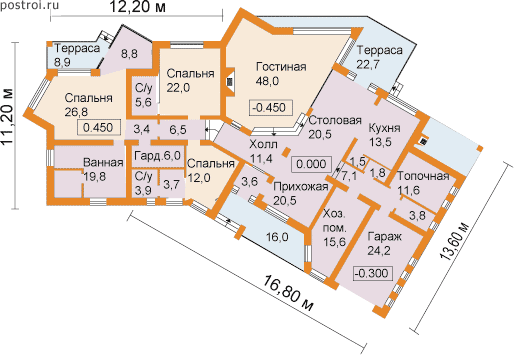 postroi.ru
12,20 м
11,20 м
Терраса
8,9
8,8
Спальня
22,0
С/у
5,6
Гостиная
48,0
-0.450
Терраса
22,7
Спальня
26,8
0.450
3,4
6,5
Столовая
20,5
Кухня
13,5
Холл
11,4
0.000
Ванная
19,8
Гард.
6,0
С/у
3,9
3,7
Спальня
12,0
3,6
Прихожая
20,5
7,1
1,5
1,8
Топочная
11,6
3,8
Хоз.
пом.
15,6
Гараж
24,2
-0.300
16,0
16,80 м
13,60 м